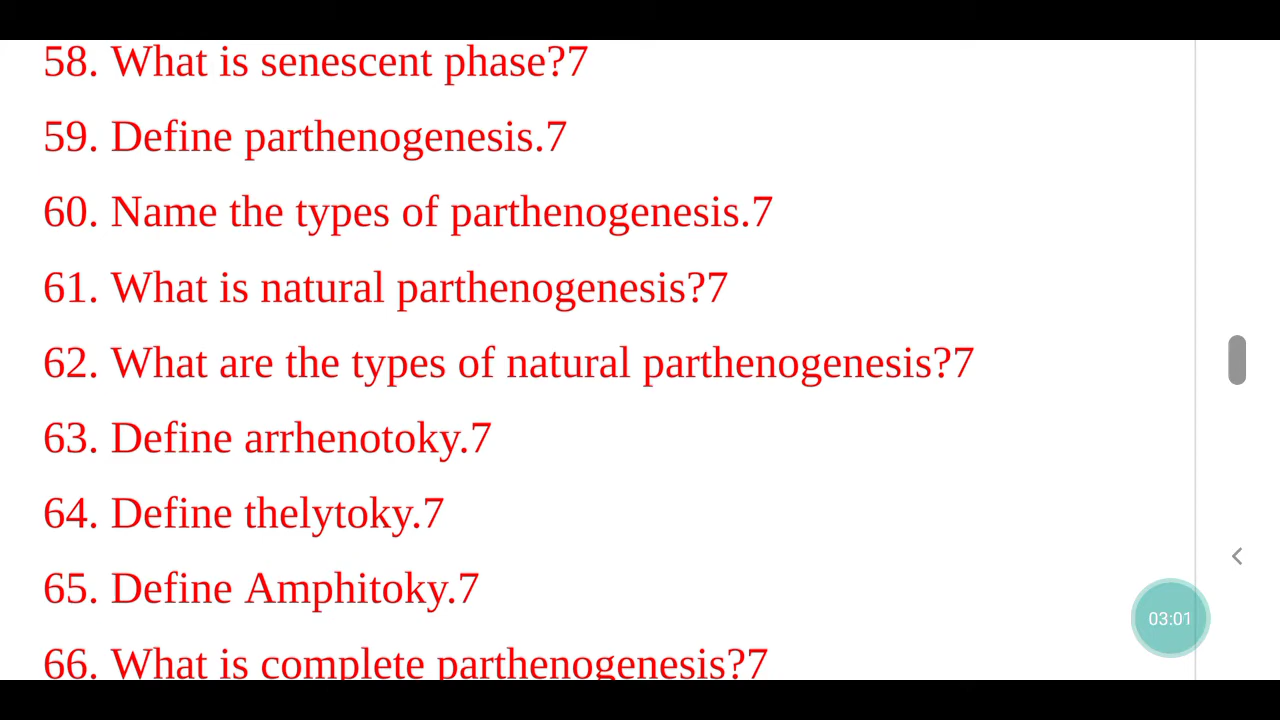 58. What is senescent phase?7
59. Define parthenogenesis.7
60. Name the types of parthenogenesis.7
61. What is natural parthenogenesis?7
62. What are the types of natural parthenogenesis?7
63. Define arrhenotoky.7
64. Define thelytoky.7
65. Define Amphitoky.7
03:01
66. What is complete parthenogenesis?7